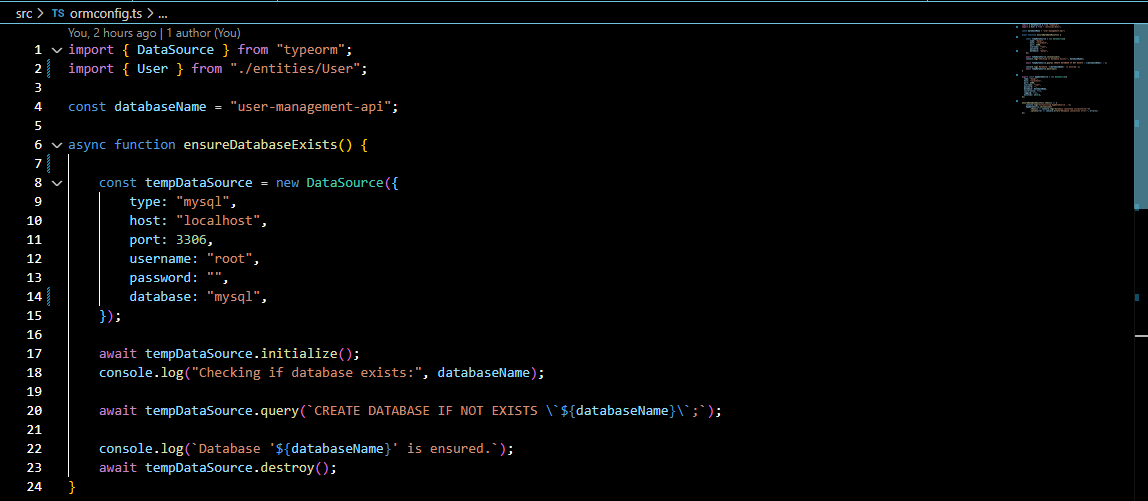 src > TS ormconfig.ts > ...
You, 2 hours ago | 1 author (You)
1 import { DataSource } from "typeorm";
2 import { User } from "./entities/User";
3
4 const databaseName = "user-management-api";
5
6 async function ensureDatabaseExists() {
7
8     const tempDataSource = new DataSource({
9         type: "mysql",
10         host: "localhost",
11         port: 3306,
12         username: "root",
13         password: "",
14         database: "mysql",
15     });
16
17     await tempDataSource.initialize();
18     console.log("Checking if database exists:", databaseName);
19
20     await tempDataSource.query(`CREATE DATABASE IF NOT EXISTS \`${databaseName}\`;`);
21
22     console.log(`Database '${databaseName}' is ensured.`);
23     await tempDataSource.destroy();
24 }